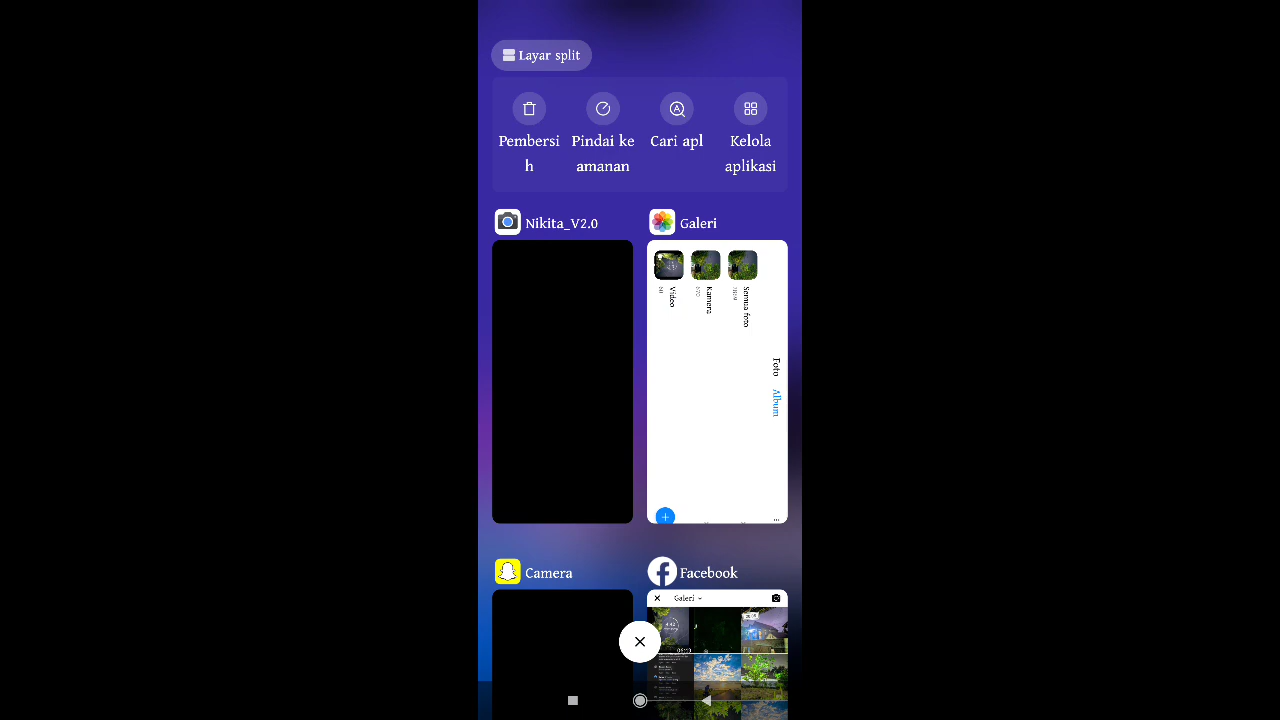 Layar split
Pembersi
h
Pindai ke
amanan
Cari apl
Kelola
aplikasi
Nikita_V2.0
Galeri
Video
Kamera
Semua foto
Foto
Album
Camera
Facebook
Galeri